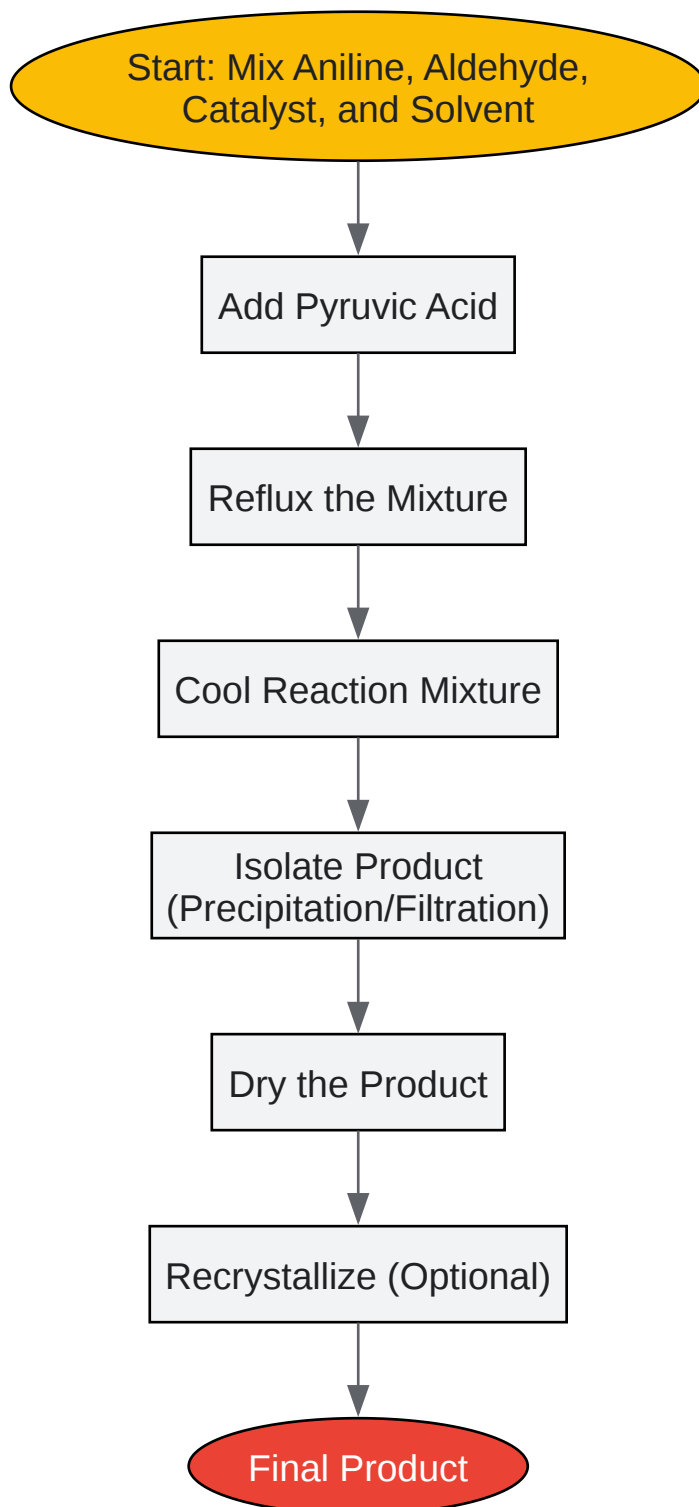 Start: Mix Aniline, Aldehyde,
Catalyst, and Solvent
Add Pyruvic Acid
Reflux the Mixture
Cool Reaction Mixture
Isolate Product
(Precipitation/Filtration)
Dry the Product
Recrystallize (Optional)
Final Product